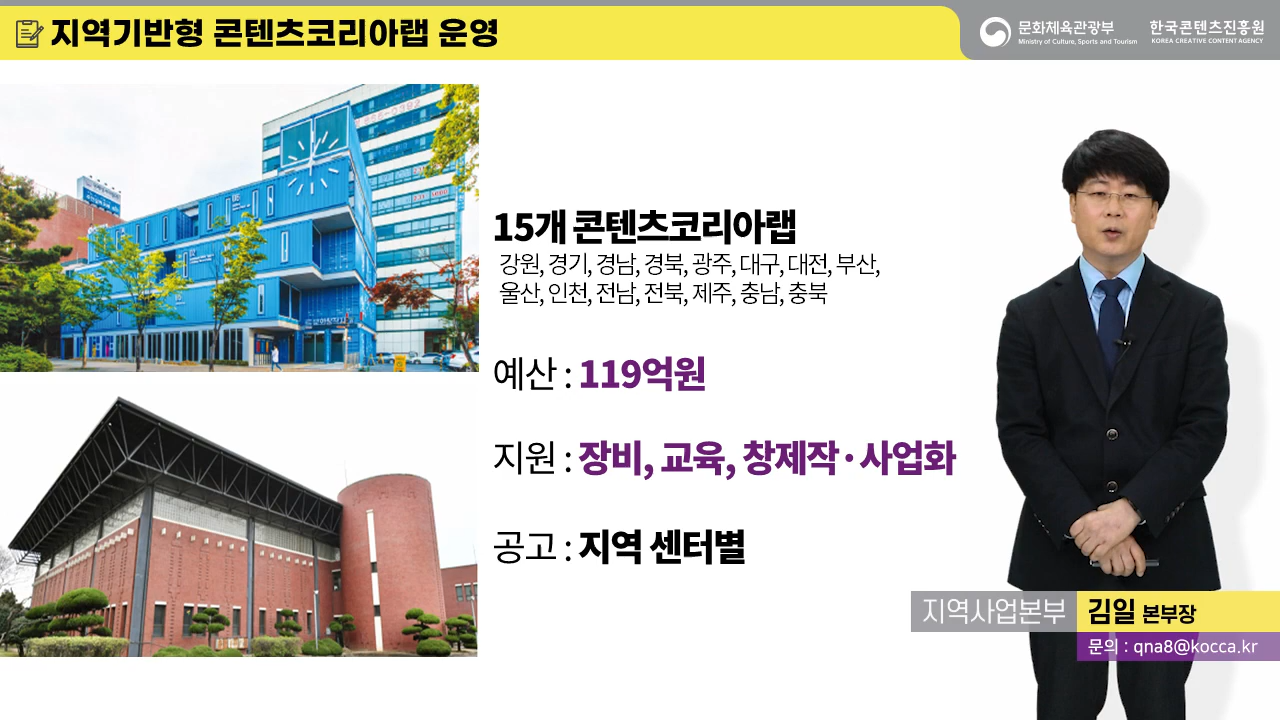 지역기반형 콘텐츠코리아랩 운영
문화체육관광부
Ministry of Culture, Sports and Tourism
한국콘텐츠진흥원
KOREA CREATIVE CONTENT AGENCY
15개 콘텐츠코리아랩
강원, 경기, 경남, 경북, 광주, 대구, 대전, 부산,
울산, 인천, 전남, 전북, 제주, 충남, 충북
예산 : 119억원
지원 : 장비, 교육, 창제작·사업화
공고 : 지역 센터별
지역사업본부
김일 본부장
문의 : qna8@kocca.kr